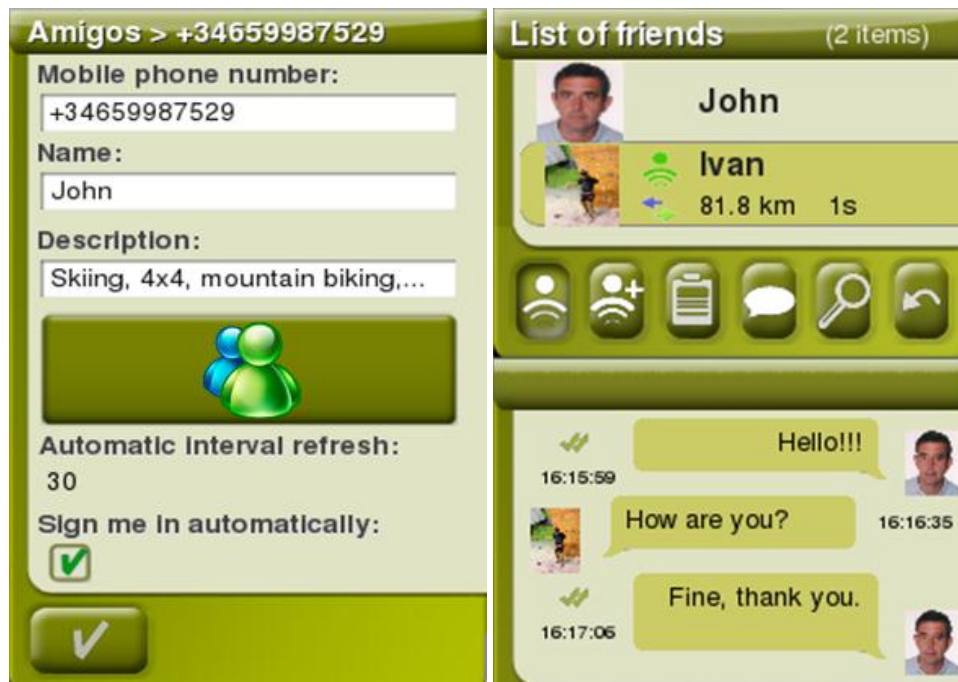 Amigos > +34659987529
Mobile phone number:
+34659987529
Name:
John
Description:
Skiing, 4x4, mountain biking,...
Automatic interval refresh:
30
Sign me in automatically:
List of friends (2 items)
John
Ivan
81.8 km 1s
Hello!!!
16:15:59
How are you?
16:16:35
Fine, thank you.
16:17:06